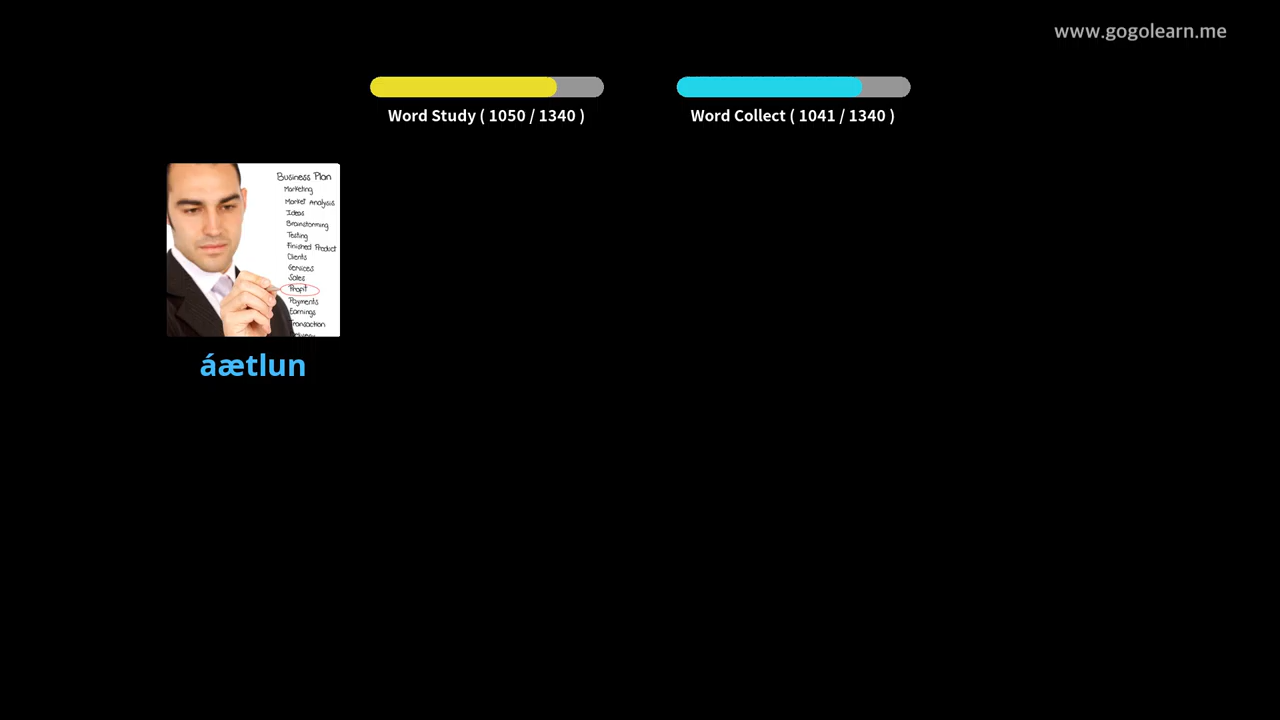 www.gogolearn.me
Word Study ( 1050 / 1340 )
Word Collect ( 1041 / 1340 )
Business Plan
Marketing
Market Analysis
Ideas
Brainstorming
Testing
Finished Product
Clients
Services
Sales
Profit
Payments
Earnings
Transaction
áætlun